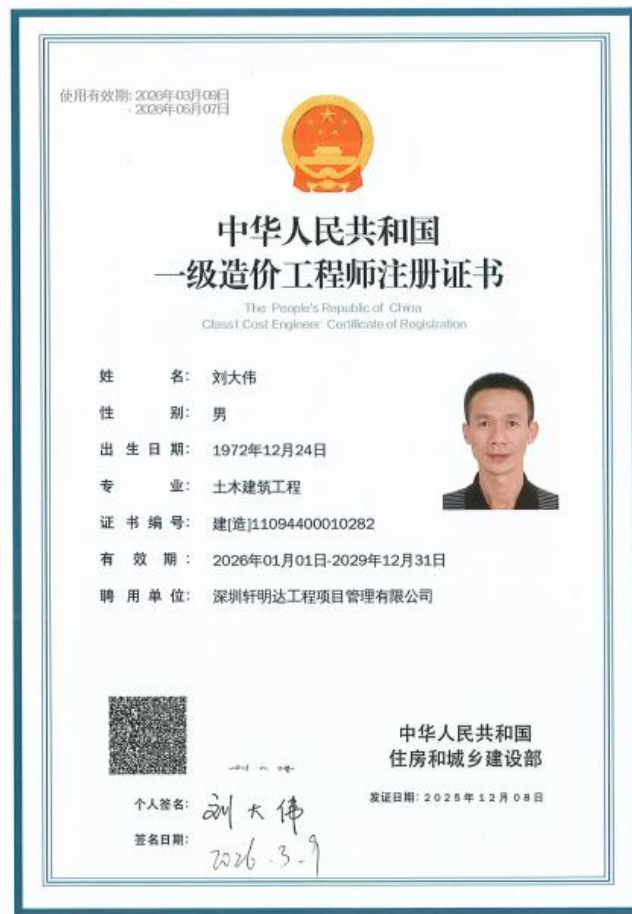 使用有效期: 2026年03月09日
- 2026年06月07日
中华人民共和国
一级造价工程师注册证书
The People's Republic of China
Class1 Cost Engineer Certificate of Registration
姓 名: 刘大伟
性 别: 男
出生日期: 1972年12月24日
专 业: 土木建筑工程
证书编号: 建[造]11094400010282
有效期: 2026年01月01日-2029年12月31日
聘用单位: 深圳轩明达工程项目管理有限公司
中华人民共和国
住房和城乡建设部
个人签名: 刘大伟
签名日期: 2026.3.9
发证日期: 2025年12月08日